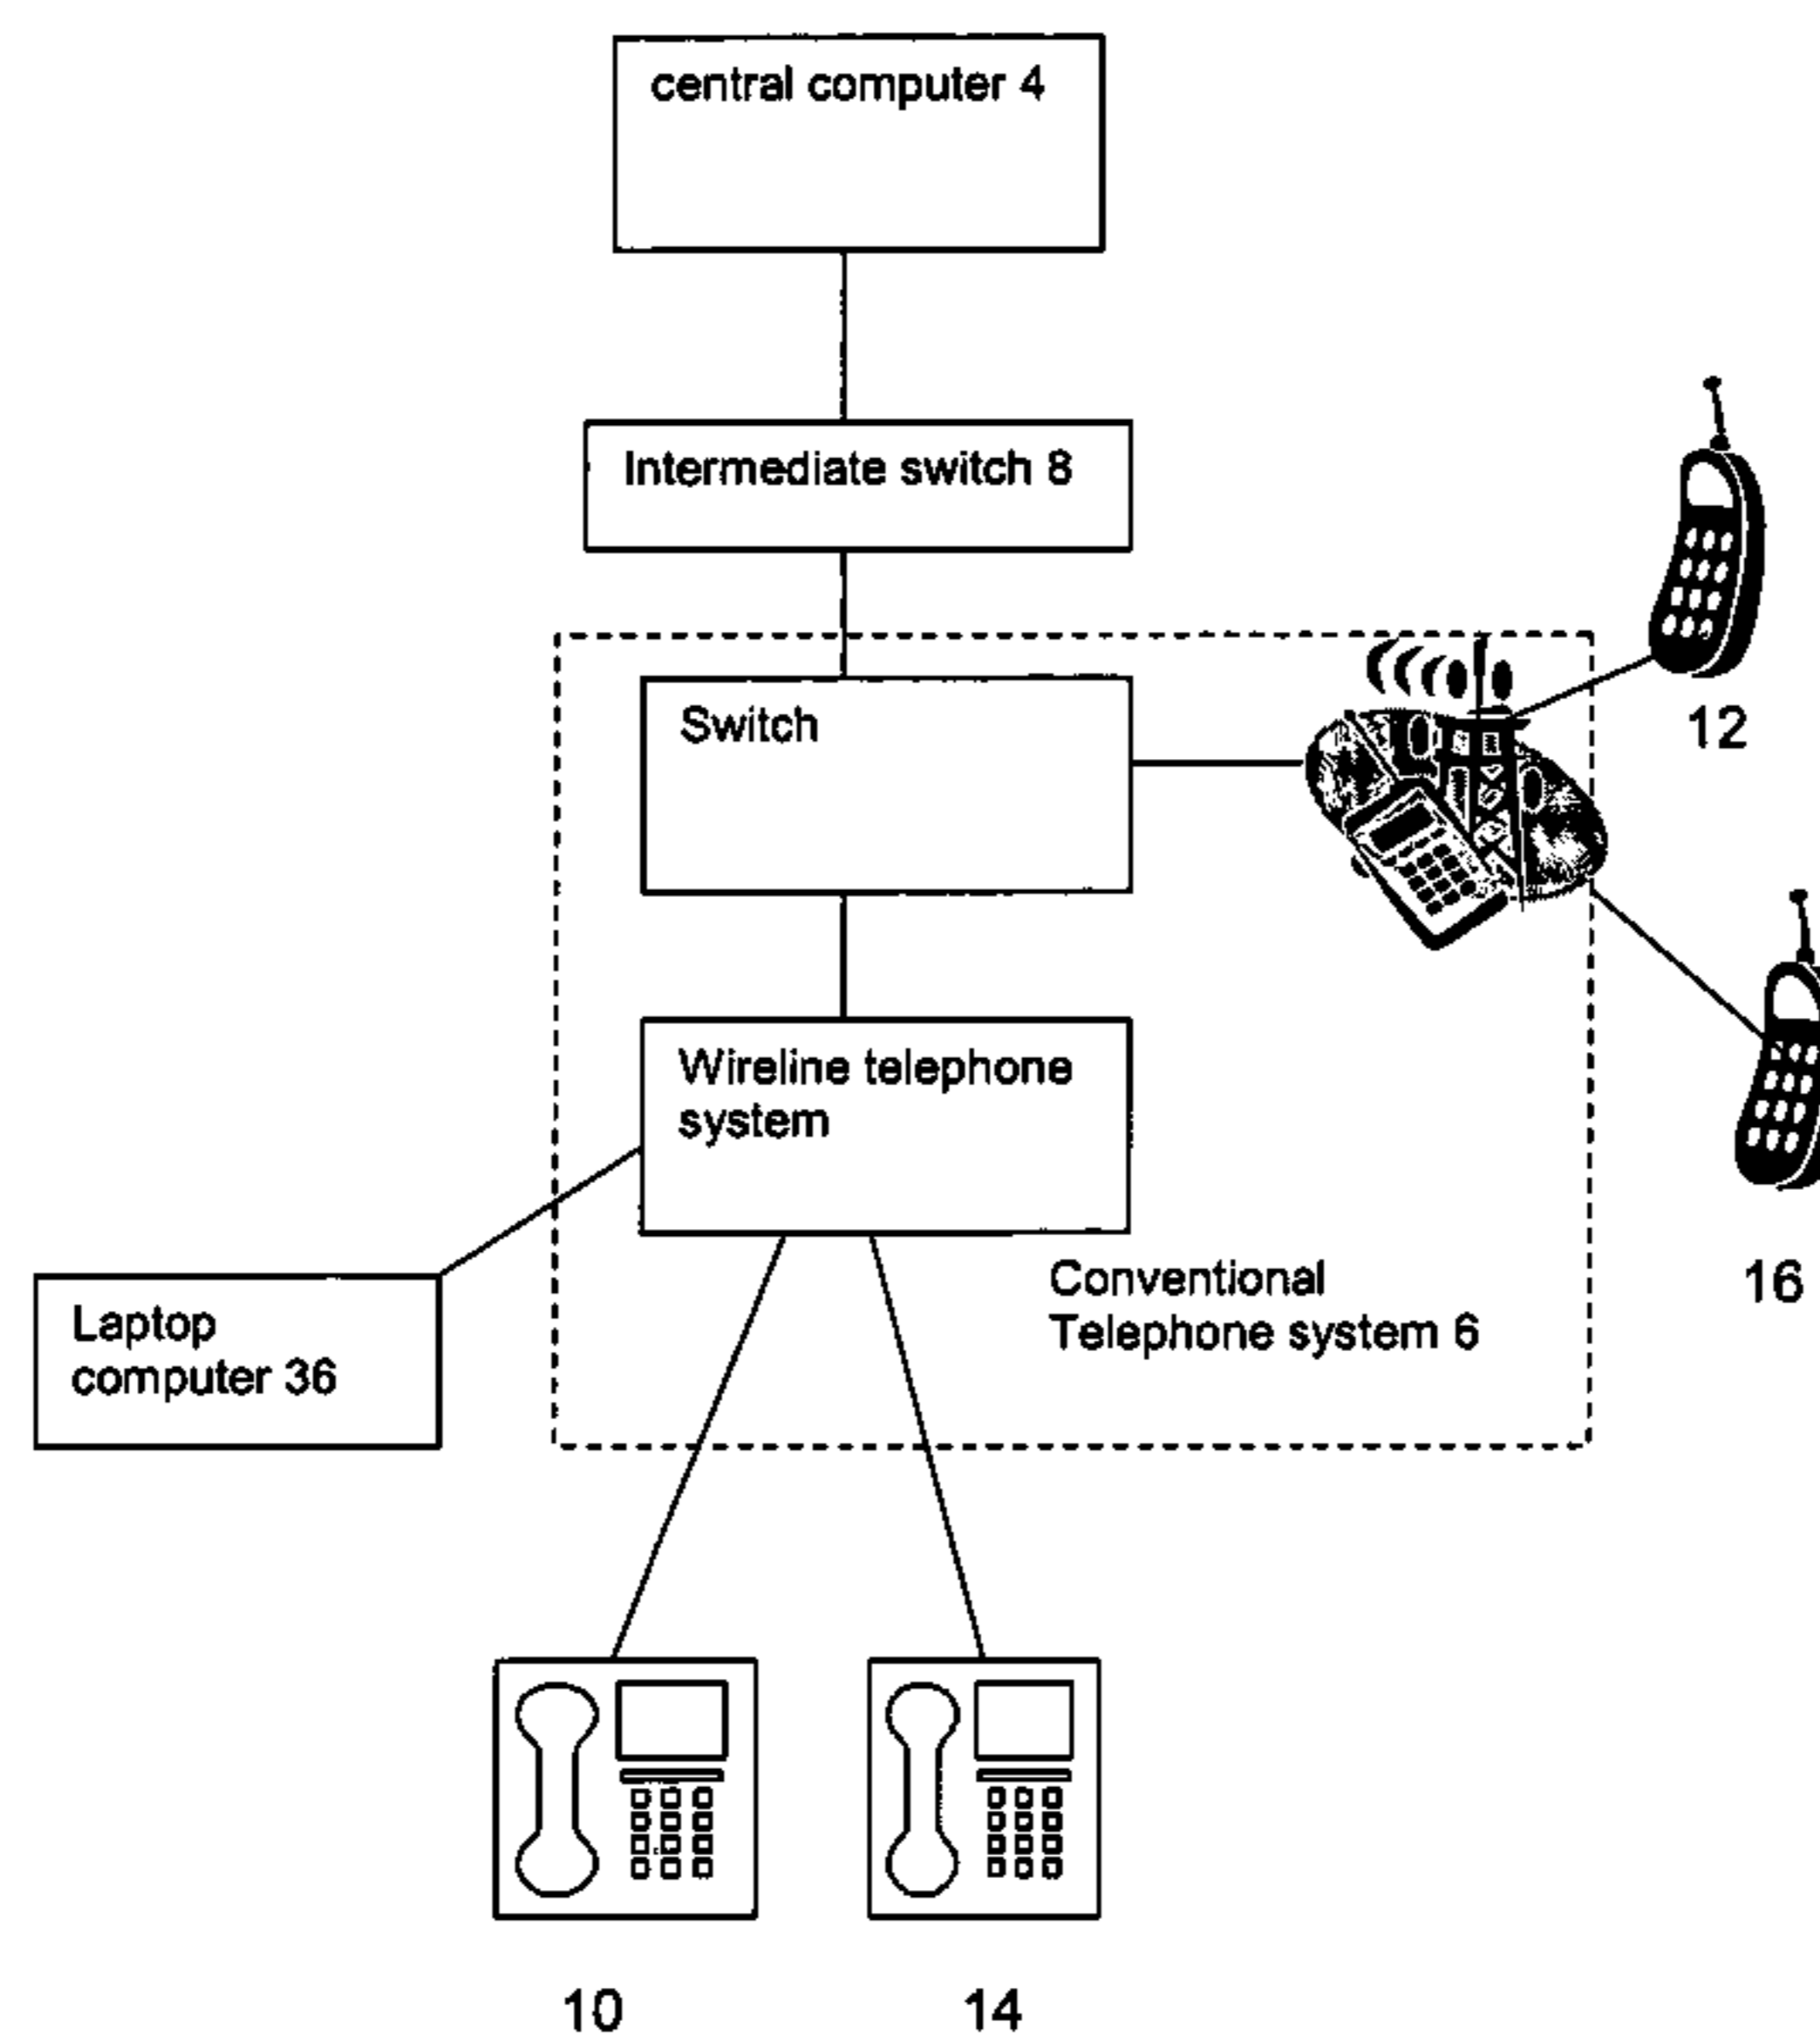 central computer 4
Intermediate switch 8
Switch
12
Wireline telephone
system
Conventional
Telephone system 6
16
Laptop
computer 36
10
14